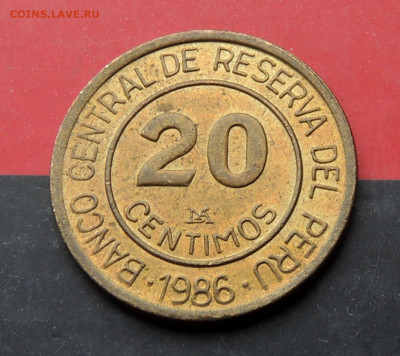 COINS.LAVE.RU
BANCO CENTRAL DE RESERVA DEL PERU
20
CENTIMOS
· 1986 ·